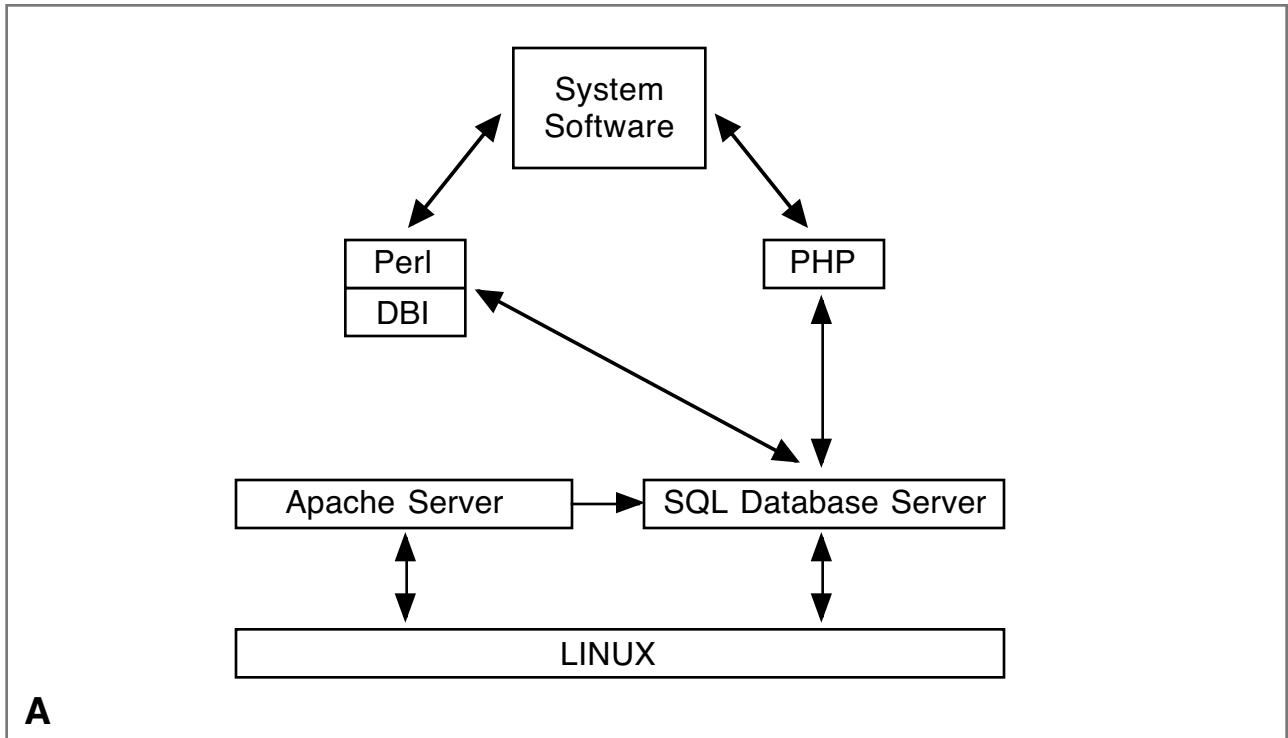 System
Software
Perl
PHP
DBI
Apache Server
SQL Database Server
LINUX
A